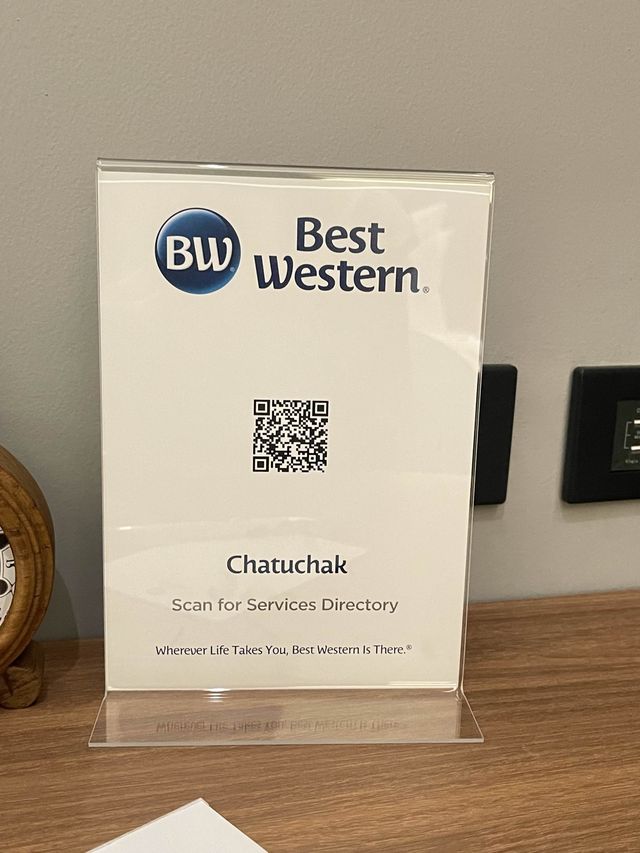 BW
Best
Western®
Chatuchak
Scan for Services Directory
Wherever Life Takes You, Best Western Is There.®